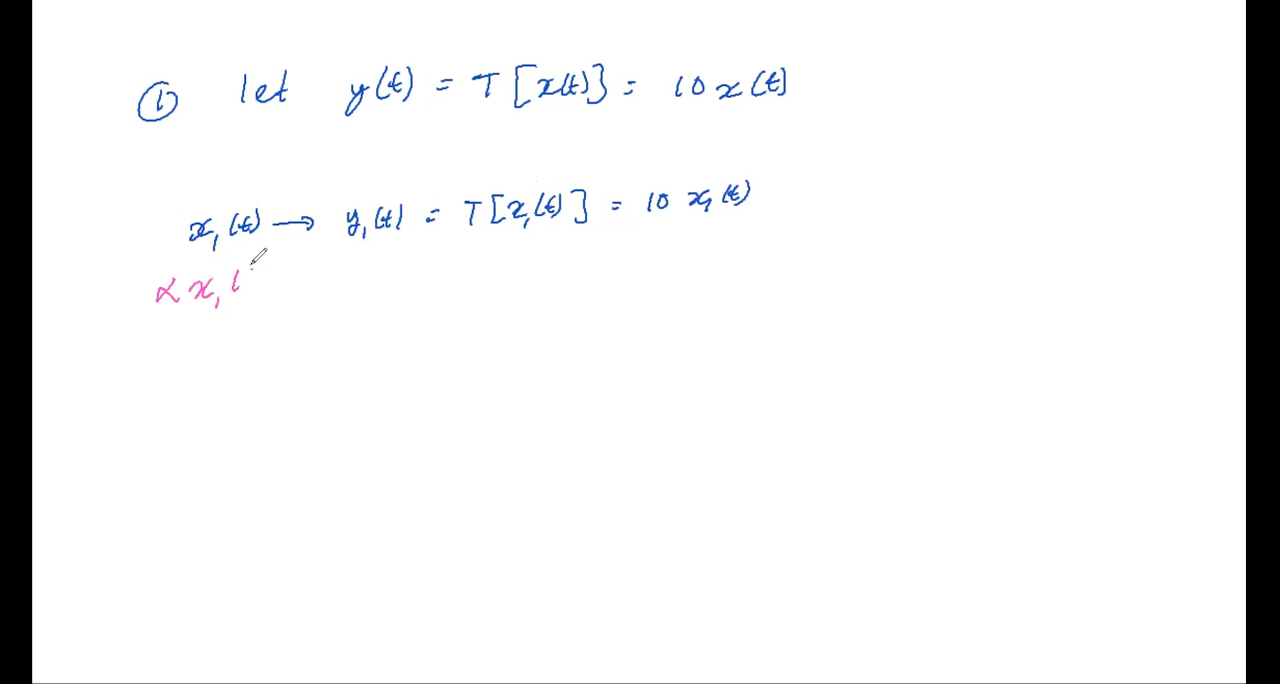 ① let y(t) = T[x(t)] = 10 x(t)
x₁(t) → y₁(t) = T[x₁(t)] = 10 x₁(t)
α x₁(